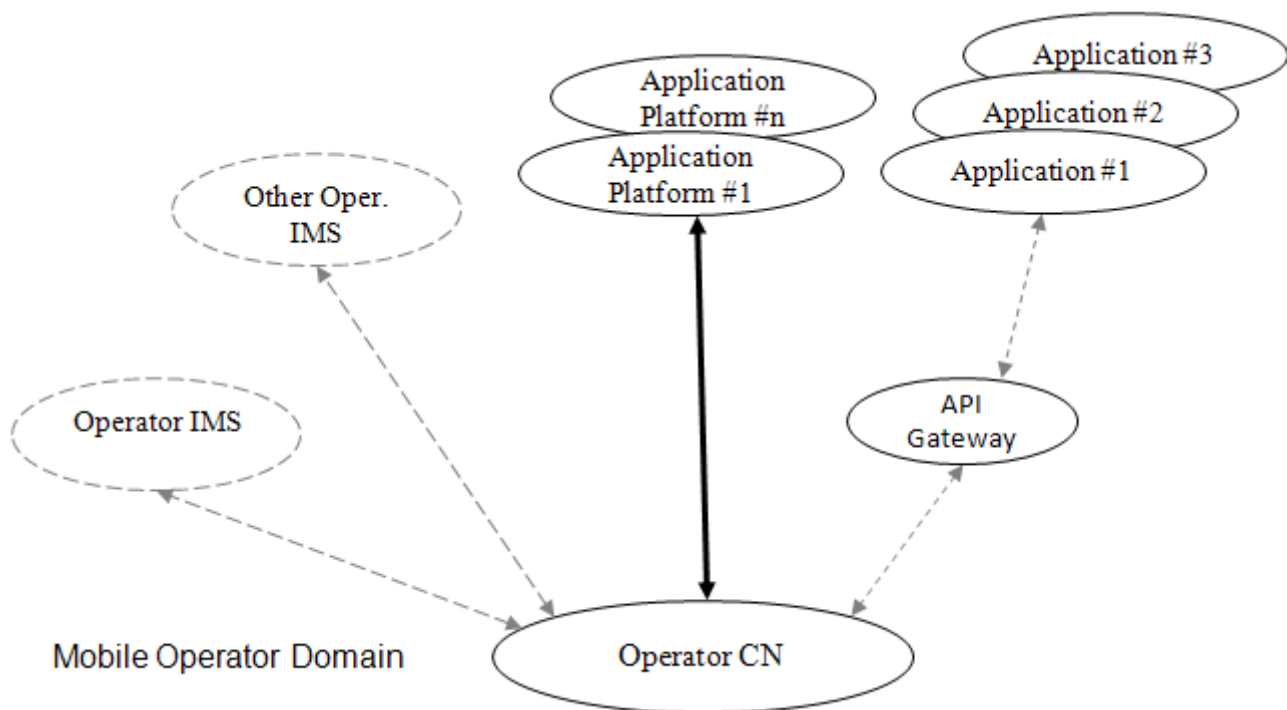 Application #3
Application
Platform #n
Application #2
Application
Platform #1
Application #1
Other Oper.
IMS
API
Gateway
Operator IMS
Mobile Operator Domain
Operator CN